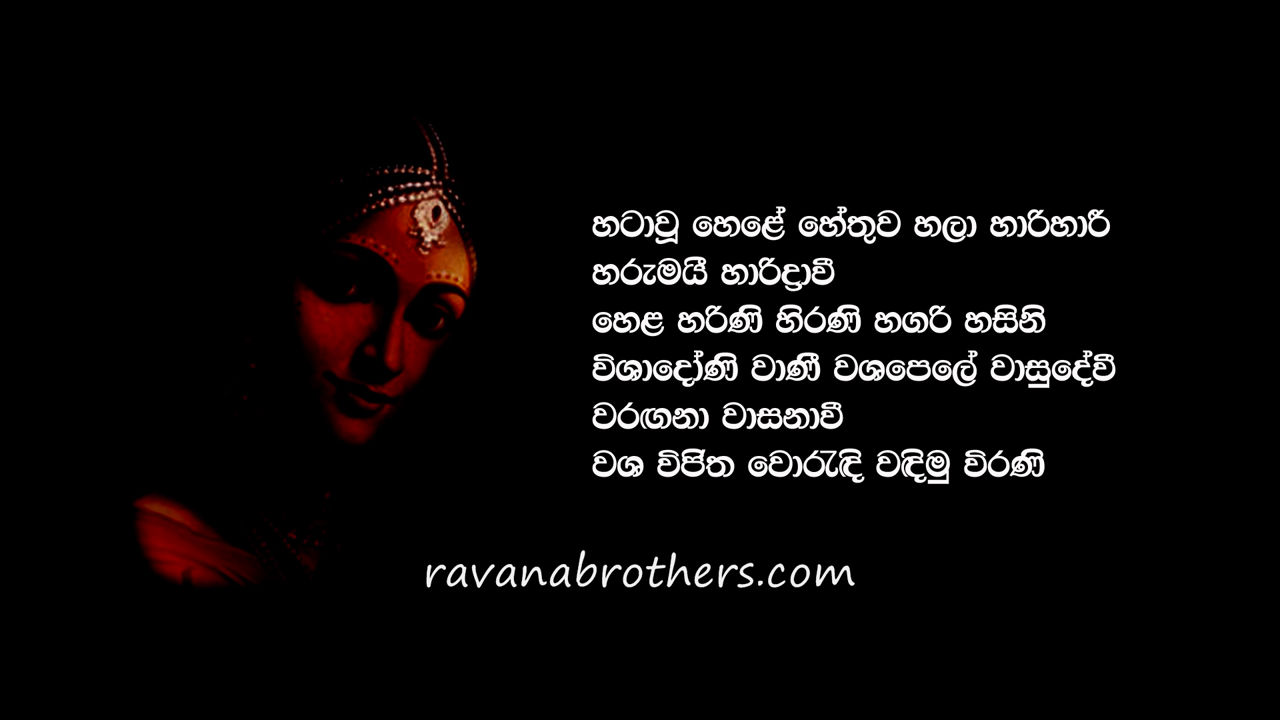 හටාවූ හෙළේ හේතුව හලා හාරිහාරී
හරුමයී හාරිද්‍රාවී
හෙළ හරිණි හිරණි හගරි හසිනි
විශාදෝණි වාණී වශපෙලේ වාසුදේවී
වරඟනා වාසනාවී
වශ විජිත වොරැඳි වඳිමු විරණි
ravanabrothers.com